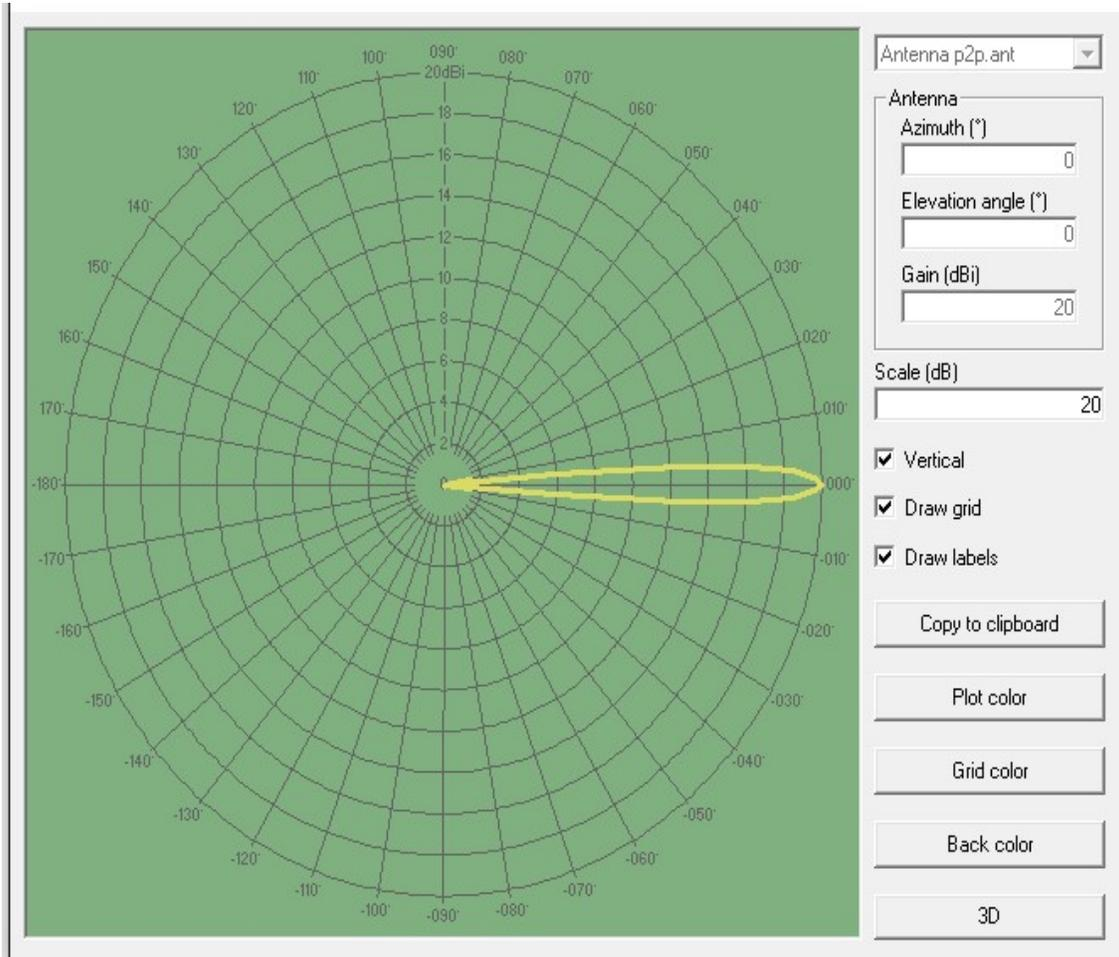 090°
100° 080°
20dBi
110° 070°
120° 060°
18
130° 16 050°
14
140° 040°
12
150° 030°
10
8
160° 020°
6
4
170° 010°
2
-180° 0 000°
-170° -010°
-160° -020°
-150° -030°
-140° -040°
-130° -050°
-120° -060°
-110° -070°
-100° -090° -080°
Antenna p2p.ant
Antenna
Azimuth (°)
0
Elevation angle (°)
0
Gain (dBi)
20
Scale (dB)
20
Vertical
Draw grid
Draw labels
Copy to clipboard
Plot color
Grid color
Back color
3D